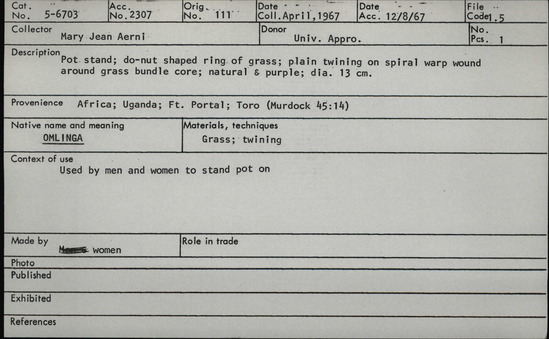 Cat. No. 5-6703 Acc. No. 2307 Orig. No. 111 Date Coll. April, 1967 Date Acc. 12/8/67 File Code 1.5
Collector Mary Jean Aerni Donor Univ. Appro. No. Pcs. 1
Description Pot stand; do-nut shaped ring of grass; plain twining on spiral warp wound
around grass bundle core; natural & purple; dia. 13 cm.
Provenience Africa; Uganda; Ft. Portal; Toro (Murdock 45:14)
Native name and meaning Materials, techniques
OMLINGA Grass; twining
Context of use
Used by men and women to stand pot on
Made by women Role in trade
Photo
Published
Exhibited
References